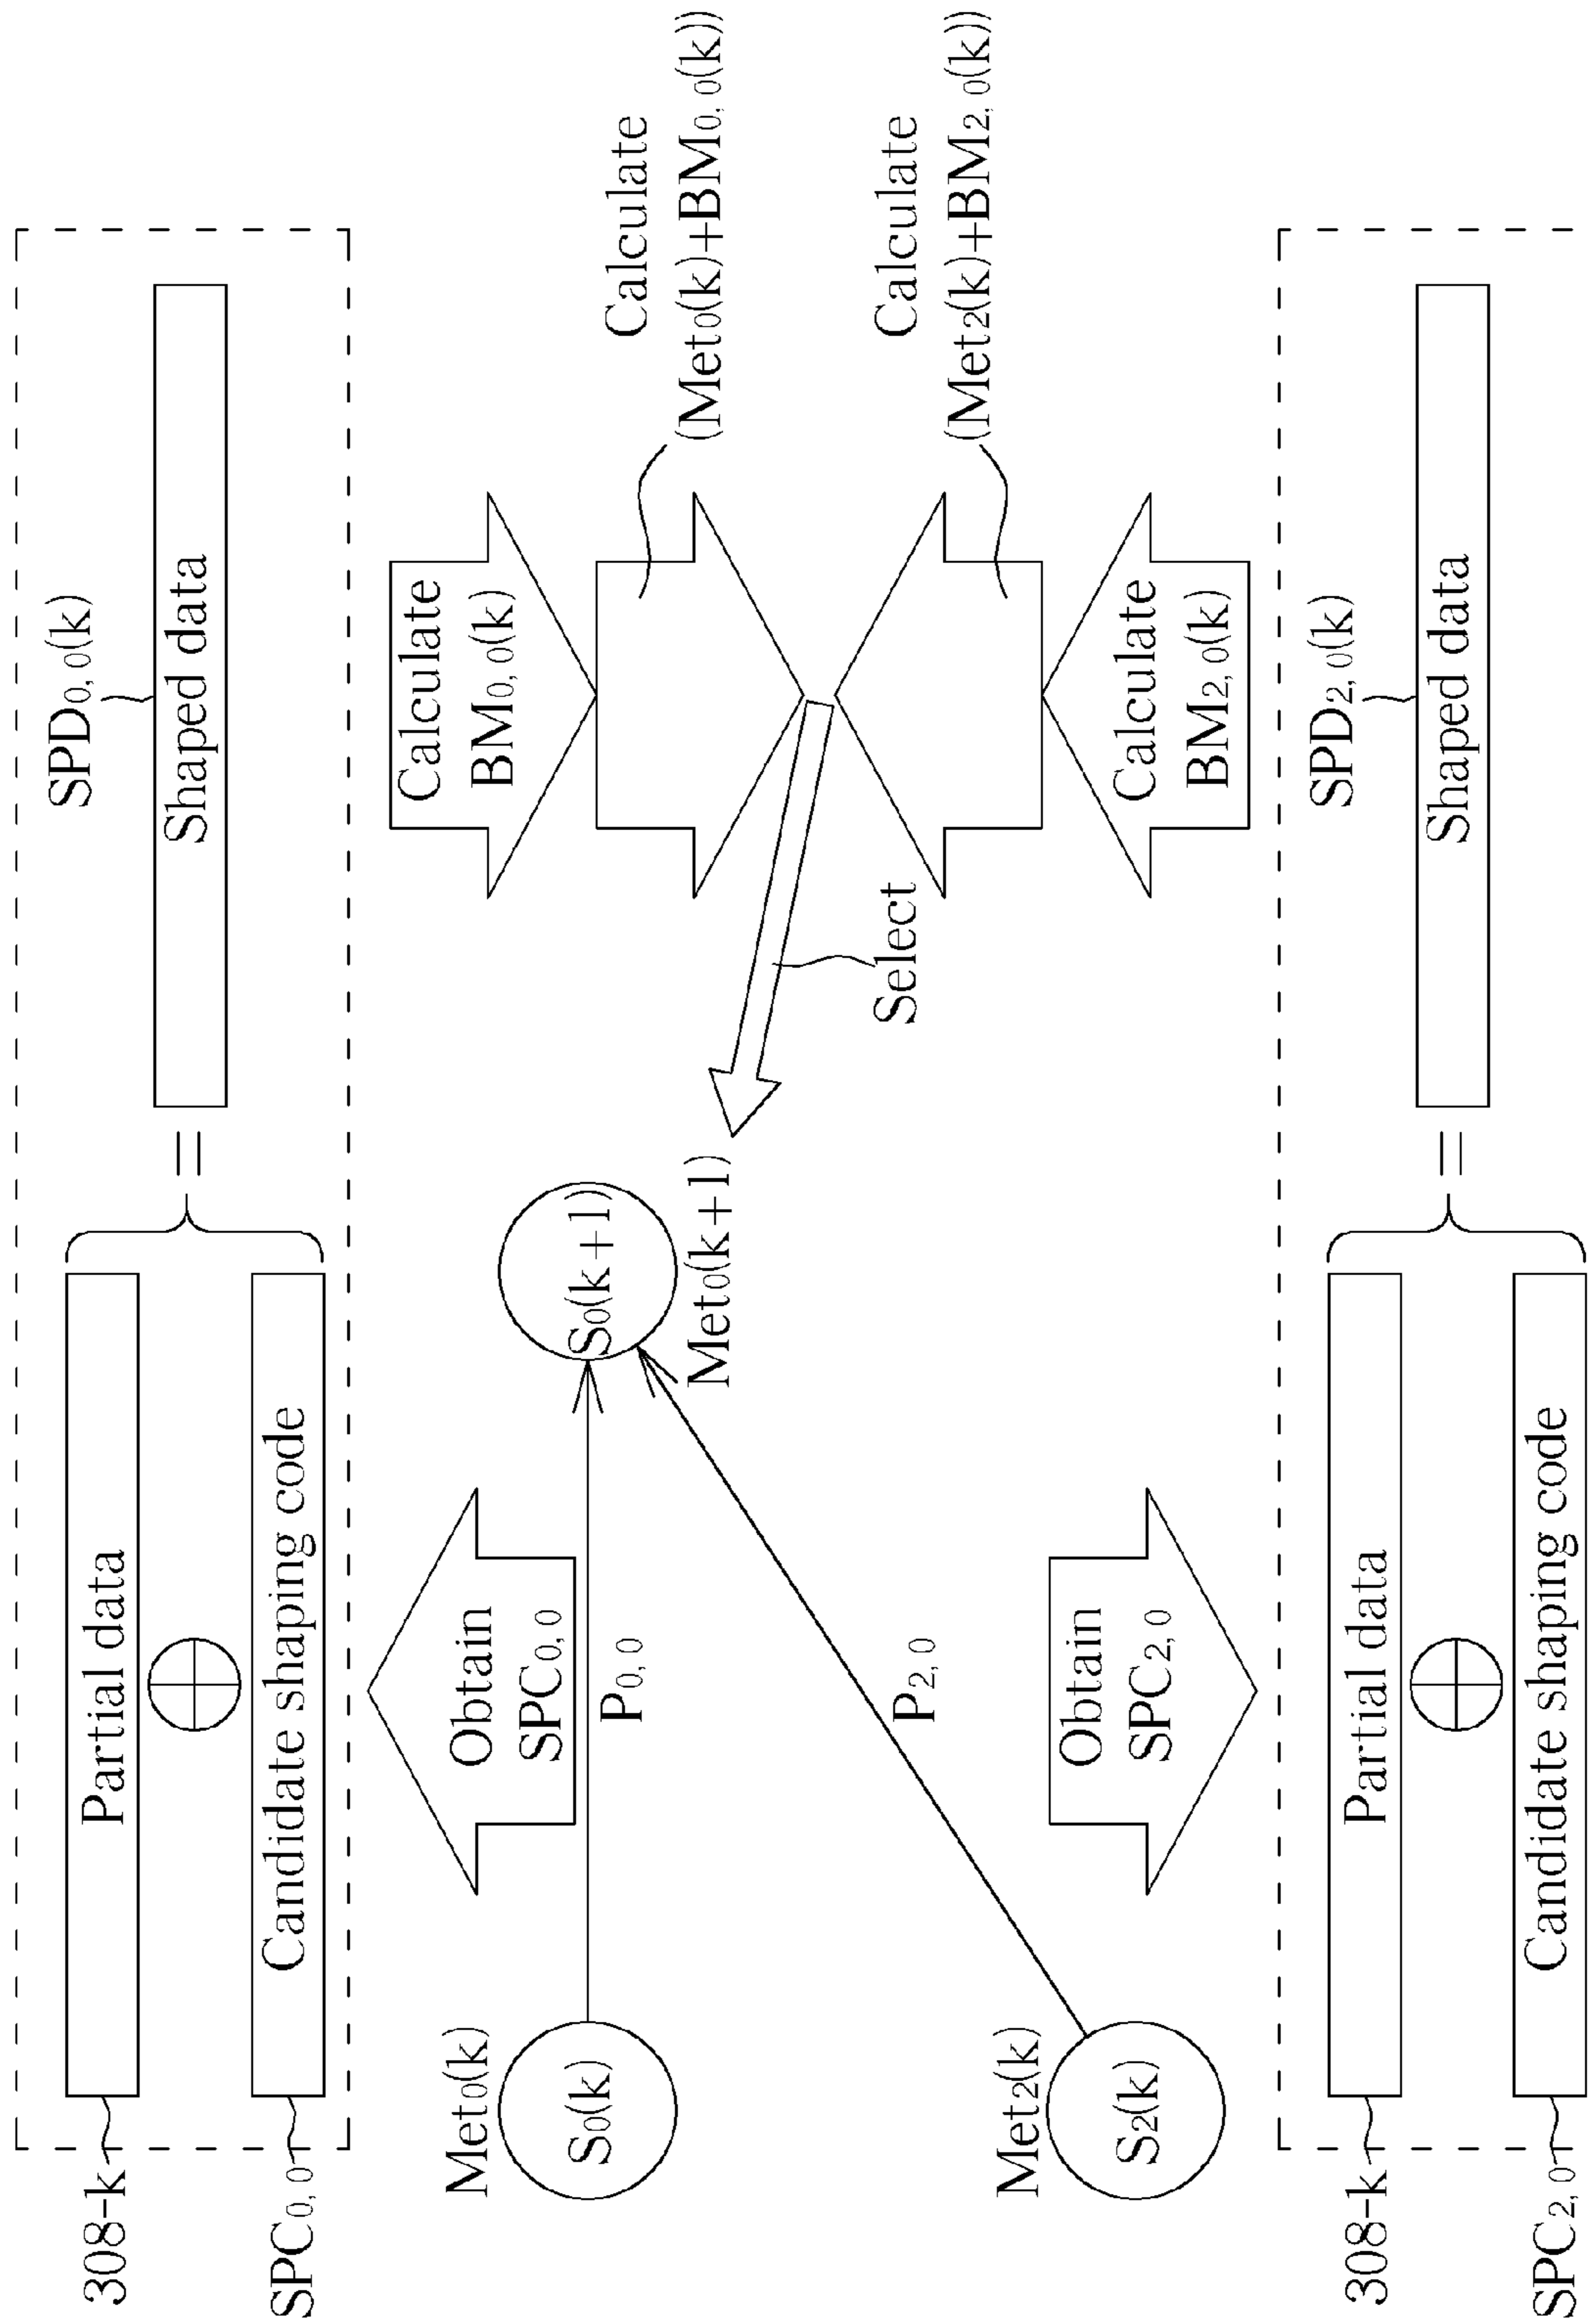 SPD0, 0(k)
308-k
Partial data
=
Shaped data
SPC0, 0
Candidate shaping code
Obtain
SPC0, 0
Calculate
BM0, 0(k)
Met0(k)
S0(k)
P0, 0
S0(k+1)
Met0(k+1)
Calculate
(Met0(k)+BM0, 0(k))
Select
Calculate
(Met2(k)+BM2, 0(k))
P2, 0
Met2(k)
S2(k)
Obtain
SPC2, 0
Calculate
BM2, 0(k)
SPD2, 0(k)
308-k
Partial data
=
Shaped data
SPC2, 0
Candidate shaping code